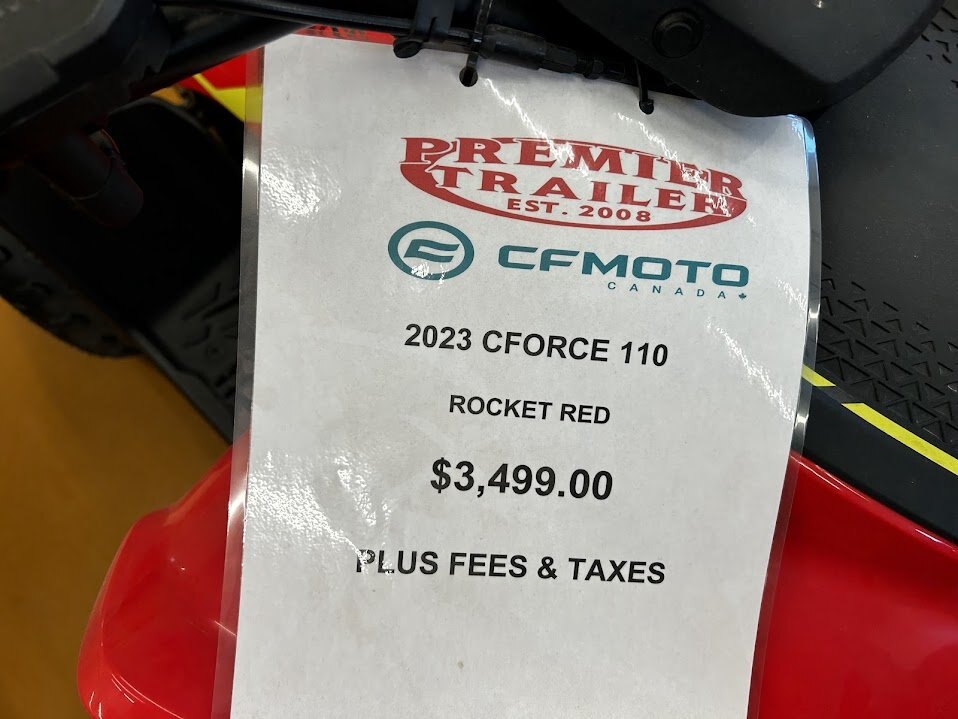 PREMIER
TRAILER
EST. 2008
CFMOTO
CANADA
2023 CFORCE 110
ROCKET RED
$3,499.00
PLUS FEES & TAXES